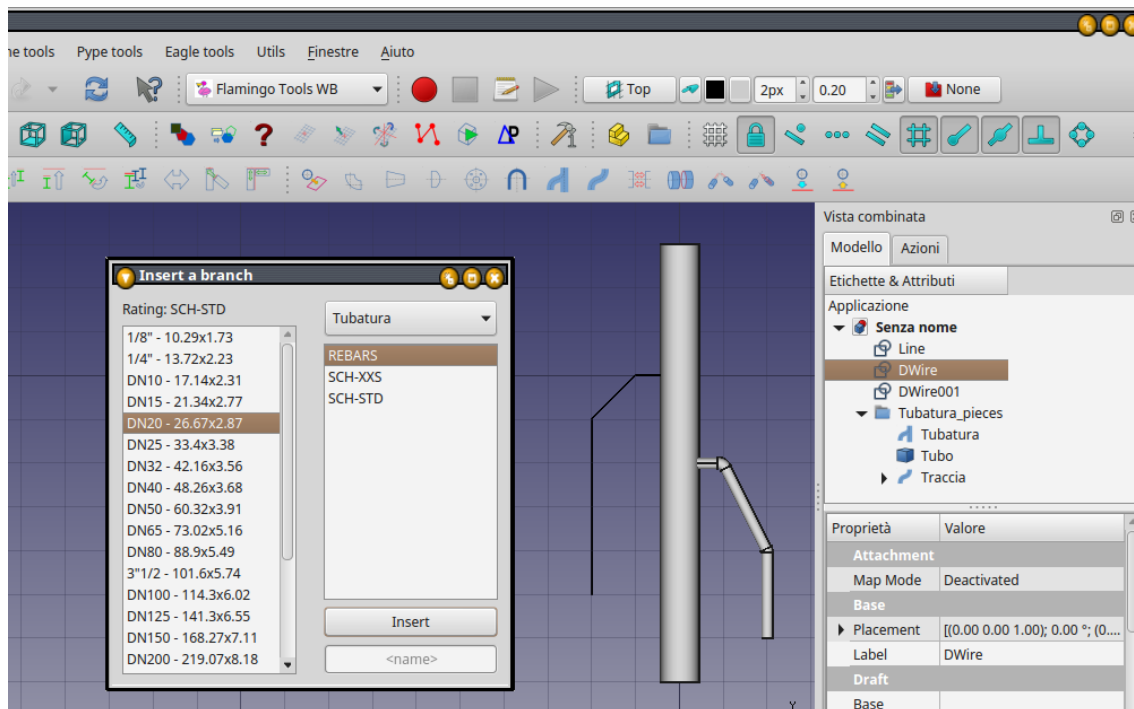 ne tools Pype tools Eagle tools Utils Finestre Aiuto
Flamingo Tools WB Top 2px 0.20 None
Vista combinata
Modello Azioni
Etichette & Attributi
Applicazione
Senza nome
Line
DWire
DWire001
Tubatura_pieces
Tubatura
Tubo
Traccia
Proprietà Valore
Attachment
Map Mode Deactivated
Base
Placement [(0.00 0.00 1.00); 0.00 °; (0....
Label DWire
Draft
Base
Insert a branch
Rating: SCH-STD
1/8" - 10.29x1.73
1/4" - 13.72x2.23
DN10 - 17.14x2.31
DN15 - 21.34x2.77
DN20 - 26.67x2.87
DN25 - 33.4x3.38
DN32 - 42.16x3.56
DN40 - 48.26x3.68
DN50 - 60.32x3.91
DN65 - 73.02x5.16
DN80 - 88.9x5.49
3"1/2 - 101.6x5.74
DN100 - 114.3x6.02
DN125 - 141.3x6.55
DN150 - 168.27x7.11
DN200 - 219.07x8.18
Tubatura
REBARS
SCH-XXS
SCH-STD
Insert
<name>
Y